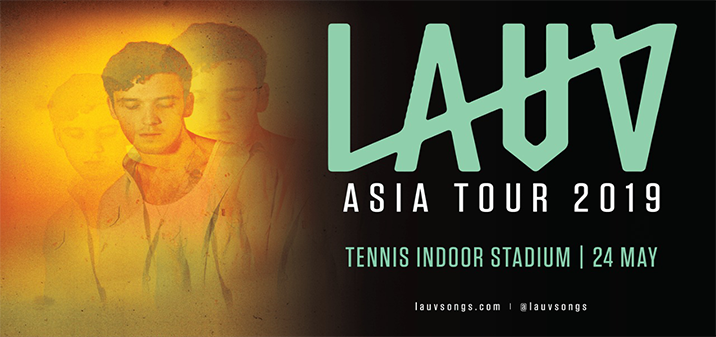 LAUV
ASIA TOUR 2019
TENNIS INDOOR STADIUM | 24 MAY
lauvsongs.com | @lauvsongs